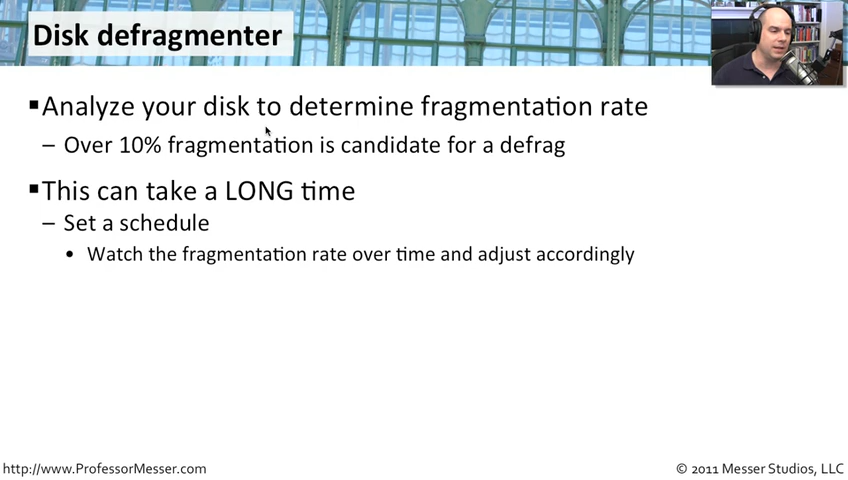 Disk defragmenter
▪Analyze your disk to determine fragmentation rate
– Over 10% fragmentation is candidate for a defrag
▪This can take a LONG time
– Set a schedule
• Watch the fragmentation rate over time and adjust accordingly
http://www.ProfessorMesser.com
© 2011 Messer Studios, LLC